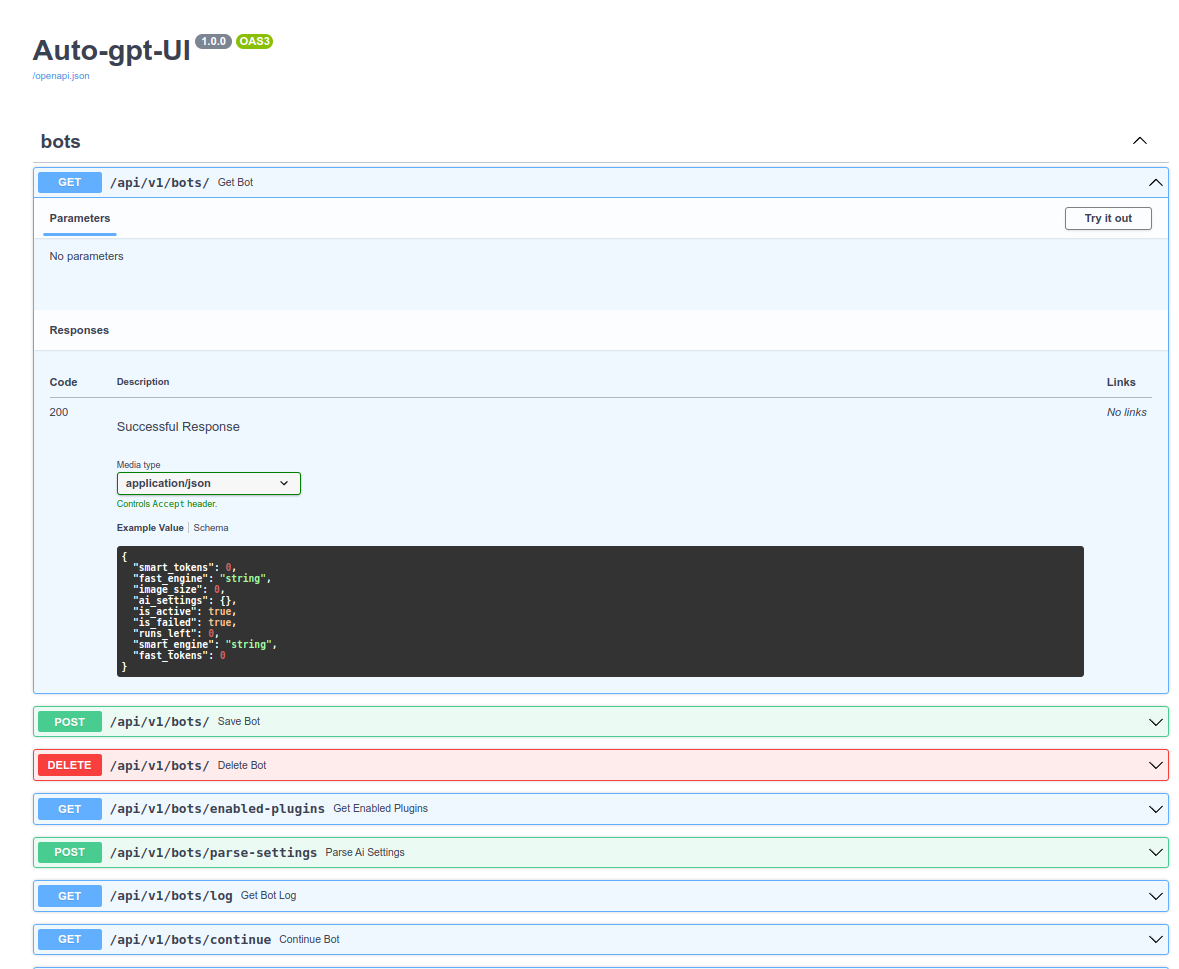 Auto-gpt-UI 1.0.0 OAS3
/openapi.json
bots
GET /api/v1/bots/ Get Bot
Parameters Try it out
No parameters
Responses
Code Description Links
200 Successful Response No links
Media type
application/json
Controls Accept header.
Example Value | Schema
{
  "smart_tokens": 0,
  "fast_engine": "string",
  "image_size": 0,
  "ai_settings": {},
  "is_active": true,
  "is_failed": true,
  "runs_left": 0,
  "smart_engine": "string",
  "fast_tokens": 0
}
POST /api/v1/bots/ Save Bot
DELETE /api/v1/bots/ Delete Bot
GET /api/v1/bots/enabled-plugins Get Enabled Plugins
POST /api/v1/bots/parse-settings Parse Ai Settings
GET /api/v1/bots/log Get Bot Log
GET /api/v1/bots/continue Continue Bot